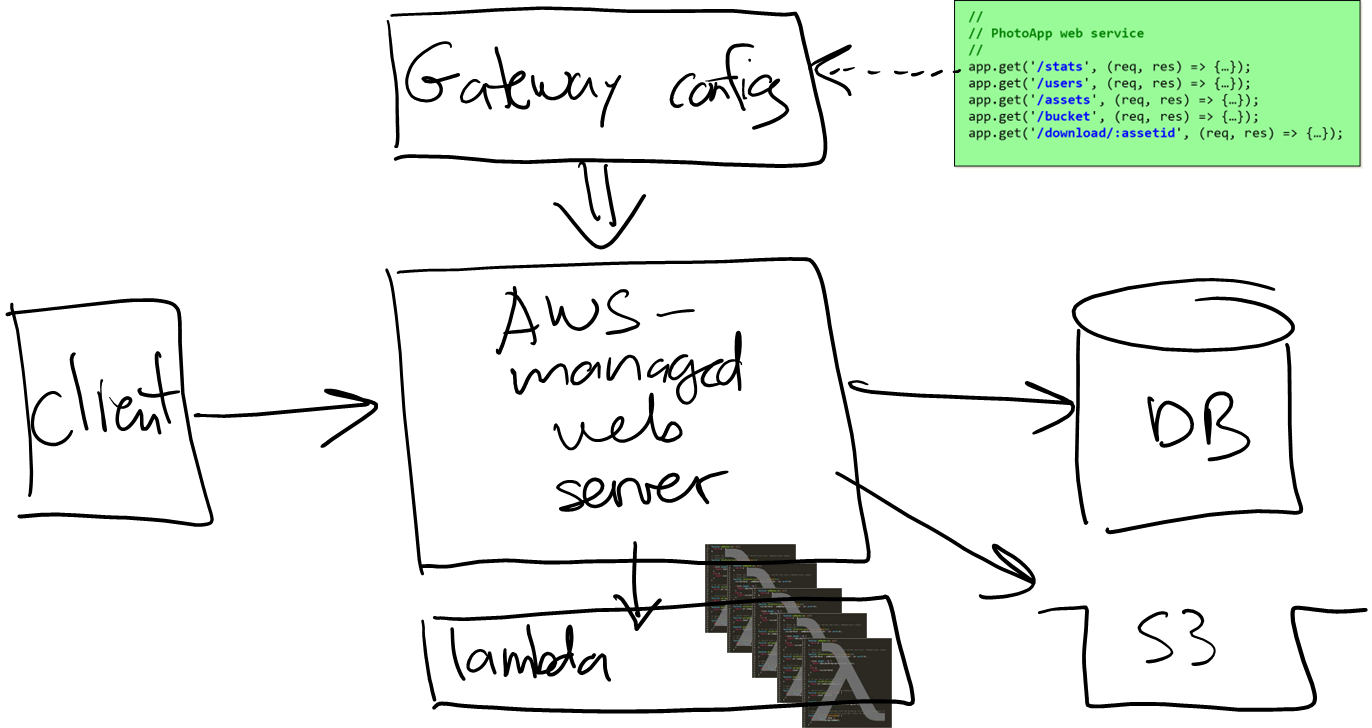 Gateway config
//
// PhotoApp web service
//
app.get('/stats', (req, res) => {…});
app.get('/users', (req, res) => {…});
app.get('/assets', (req, res) => {…});
app.get('/bucket', (req, res) => {…});
app.get('/download/:assetid', (req, res) => {…});
client
AWS-
managed
web
server
DB
lambda
λ
λ
λ
λ
λ
S3